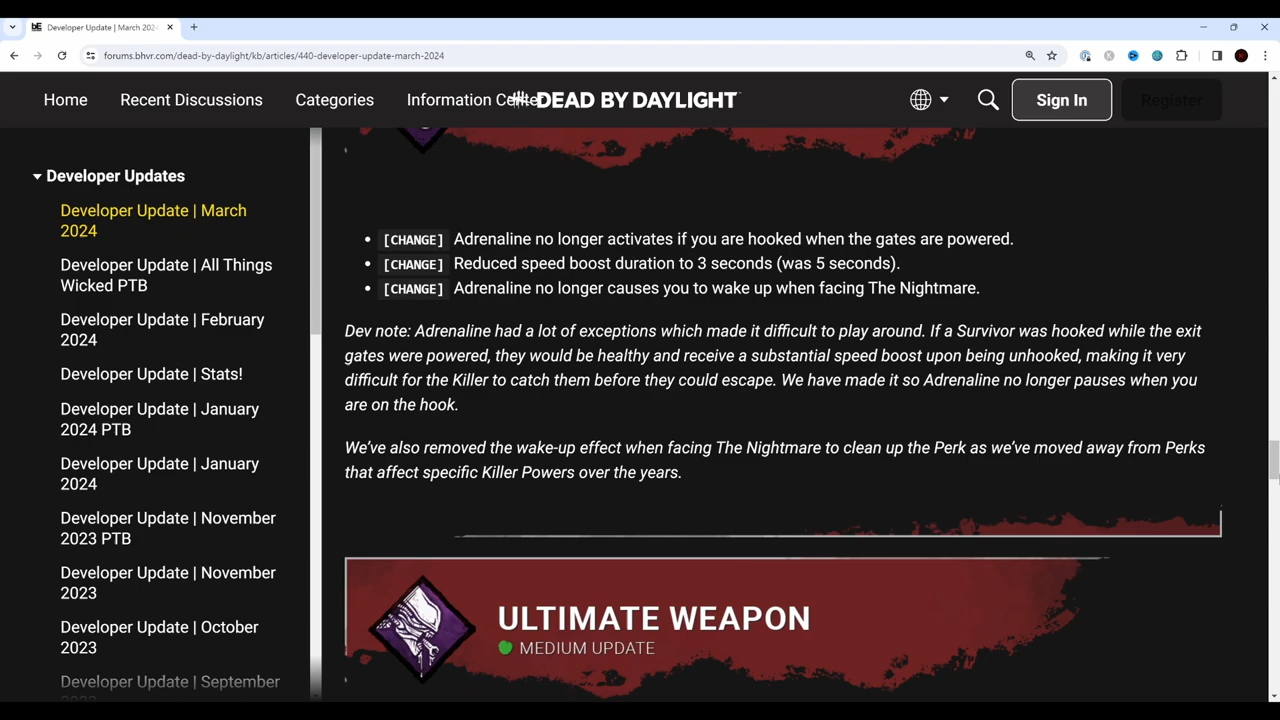 Developer Update | March 2024
forums.bhvr.com/dead-by-daylight/kb/articles/440-developer-update-march-2024
Home
Recent Discussions
Categories
Information Cente
DEAD BY DAYLIGHT
Sign In
Register
Developer Updates
Developer Update | March
2024
Developer Update | All Things
Wicked PTB
Developer Update | February
2024
Developer Update | Stats!
Developer Update | January
2024 PTB
Developer Update | January
2024
Developer Update | November
2023 PTB
Developer Update | November
2023
Developer Update | October
2023
Developer Update | September
2023
[CHANGE] Adrenaline no longer activates if you are hooked when the gates are powered.
[CHANGE] Reduced speed boost duration to 3 seconds (was 5 seconds).
[CHANGE] Adrenaline no longer causes you to wake up when facing The Nightmare.
Dev note: Adrenaline had a lot of exceptions which made it difficult to play around. If a Survivor was hooked while the exit
gates were powered, they would be healthy and receive a substantial speed boost upon being unhooked, making it very
difficult for the Killer to catch them before they could escape. We have made it so Adrenaline no longer pauses when you
are on the hook.
We've also removed the wake-up effect when facing The Nightmare to clean up the Perk as we've moved away from Perks
that affect specific Killer Powers over the years.
ULTIMATE WEAPON
MEDIUM UPDATE